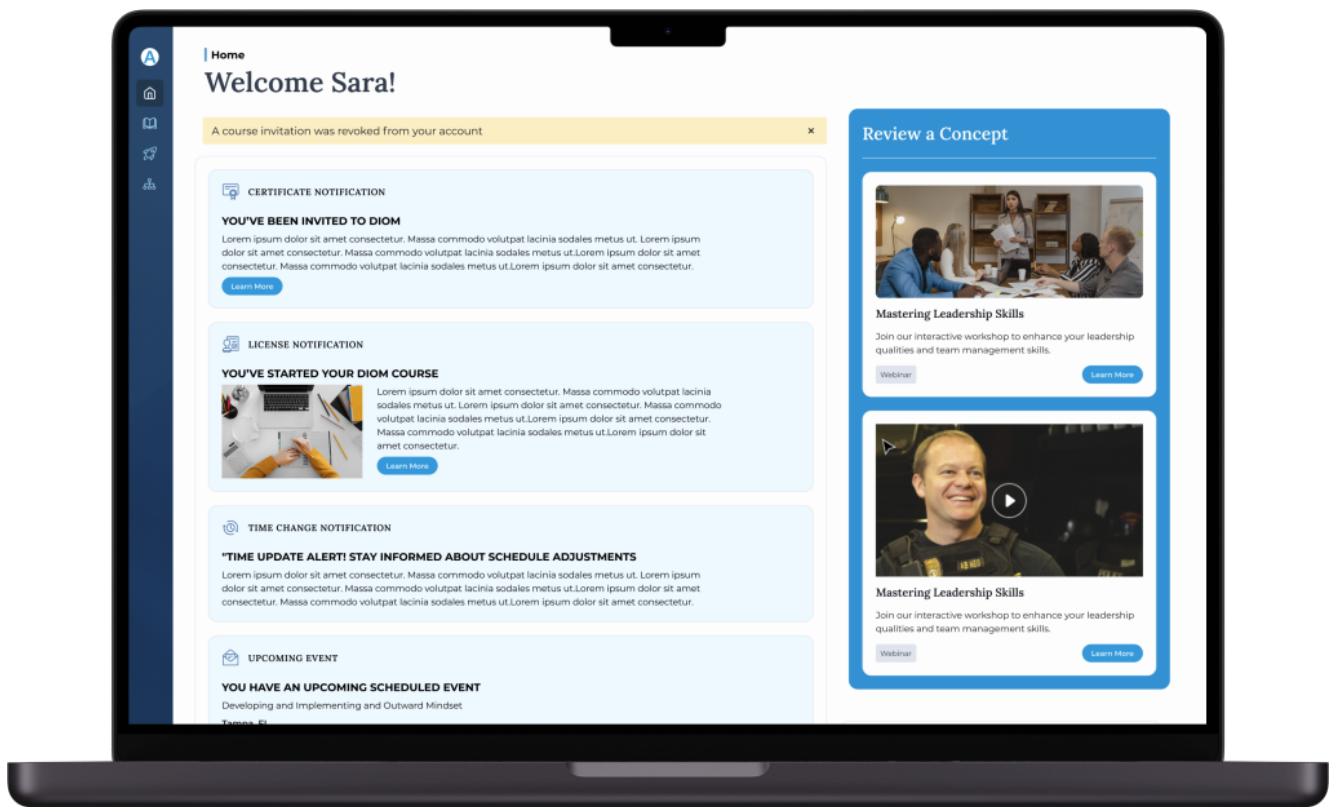 A
Home
Welcome Sara!
A course invitation was revoked from your account
×
CERTIFICATE NOTIFICATION
YOU'VE BEEN INVITED TO DIOM
Lorem ipsum dolor sit amet consectetur. Massa commodo volutpat lacinia sodales metus ut. Lorem ipsum
dolor sit amet consectetur. Massa commodo volutpat lacinia sodales metus ut.Lorem ipsum dolor sit amet
consectetur. Massa commodo volutpat lacinia sodales metus ut.Lorem ipsum dolor sit amet consectetur.
Learn More
LICENSE NOTIFICATION
YOU'VE STARTED YOUR DIOM COURSE
Lorem ipsum dolor sit amet consectetur. Massa commodo volutpat lacinia
sodales metus ut. Lorem ipsum dolor sit amet consectetur. Massa commodo
volutpat lacinia sodales metus ut.Lorem ipsum dolor sit amet consectetur.
Massa commodo volutpat lacinia sodales metus ut.Lorem ipsum dolor sit
amet consectetur.
Learn More
TIME CHANGE NOTIFICATION
"TIME UPDATE ALERT! STAY INFORMED ABOUT SCHEDULE ADJUSTMENTS
Lorem ipsum dolor sit amet consectetur. Massa commodo volutpat lacinia sodales metus ut. Lorem ipsum
dolor sit amet consectetur. Massa commodo volutpat lacinia sodales metus ut.Lorem ipsum dolor sit amet
consectetur. Massa commodo volutpat lacinia sodales metus ut.Lorem ipsum dolor sit amet consectetur.
UPCOMING EVENT
YOU HAVE AN UPCOMING SCHEDULED EVENT
Developing and Implementing and Outward Mindset
Tampa, FL
Review a Concept
Mastering Leadership Skills
Join our interactive workshop to enhance your leadership
qualities and team management skills.
Webinar
Learn More
Mastering Leadership Skills
Join our interactive workshop to enhance your leadership
qualities and team management skills.
Webinar
Learn More